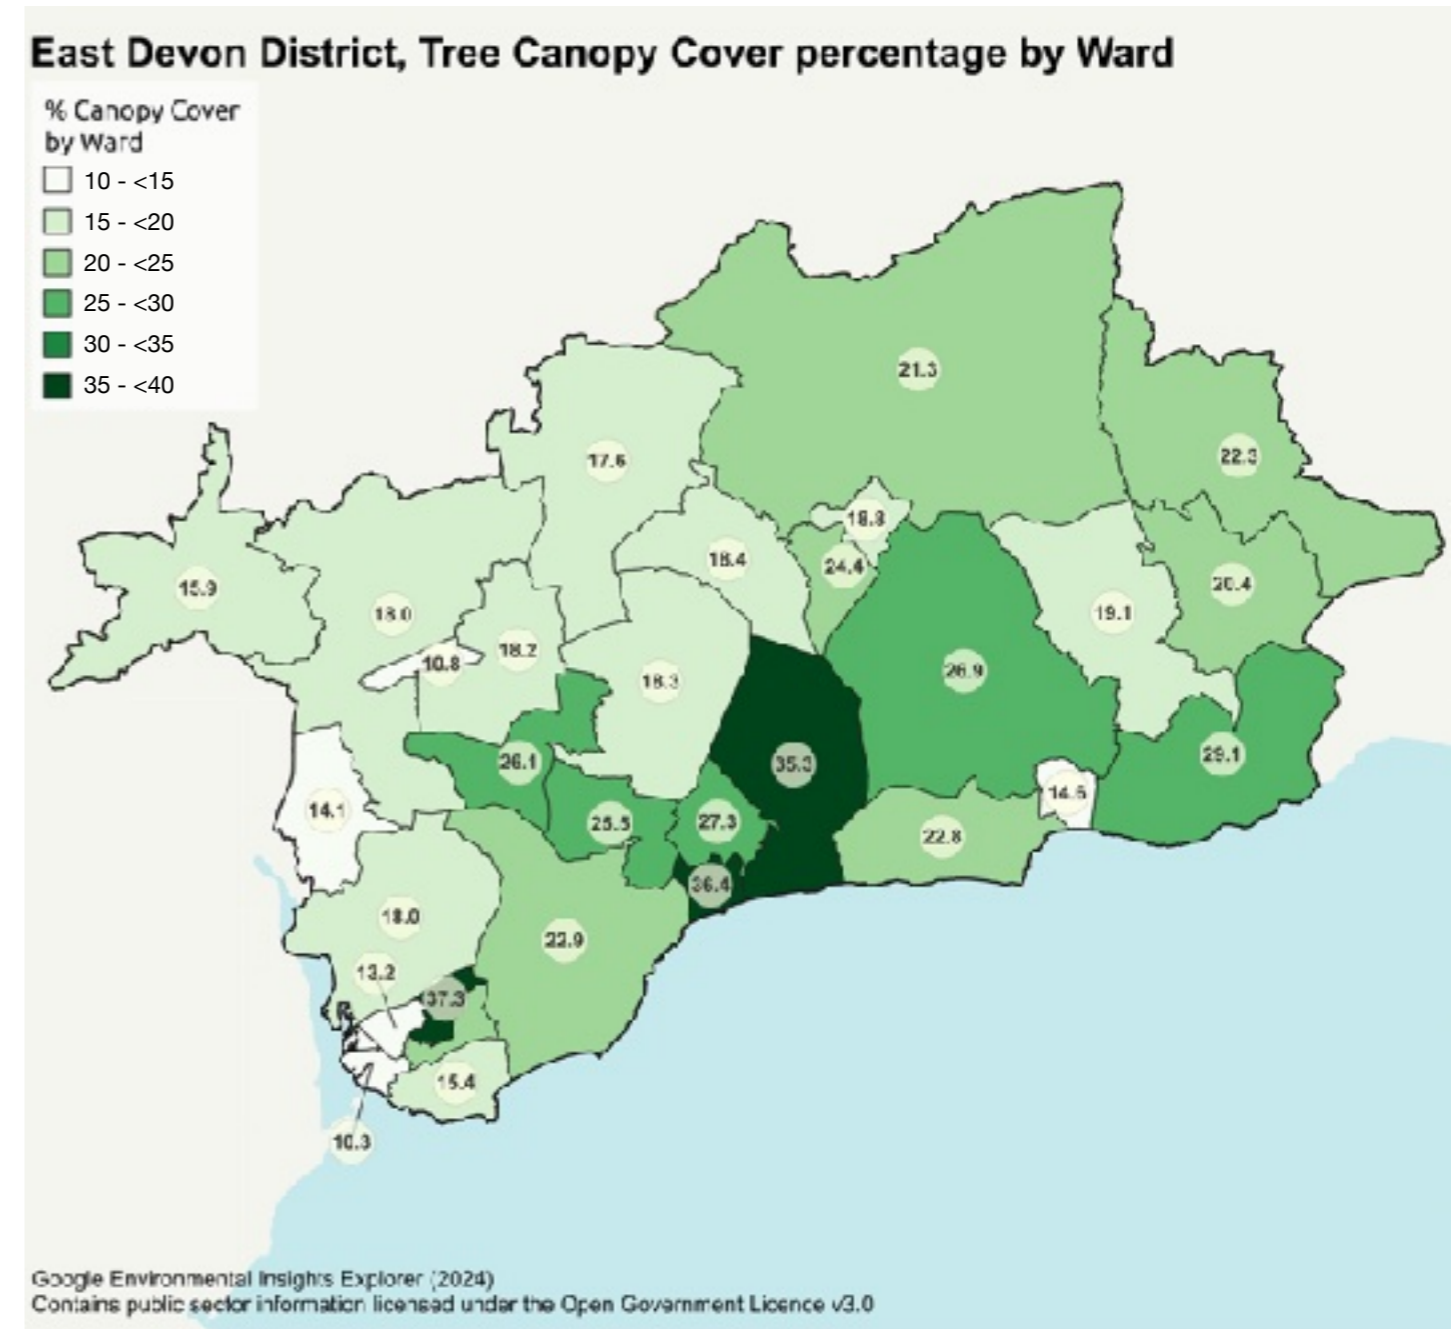 East Devon District, Tree Canopy Cover percentage by Ward
% Canopy Cover
by Ward
10 - <15
15 - <20
20 - <25
25 - <30
30 - <35
35 - <40
21.3
22.3
17.6
18.8
18.4
24.4
15.9
20.4
18.0
19.1
18.2
10.8
26.9
18.3
29.1
26.1
35.3
14.6
14.1
25.5
27.3
22.8
36.4
18.0
22.9
13.2
37.3
15.4
10.3
Google Environmental Insights Explorer (2024)
Contains public sector information licensed under the Open Government Licence v3.0